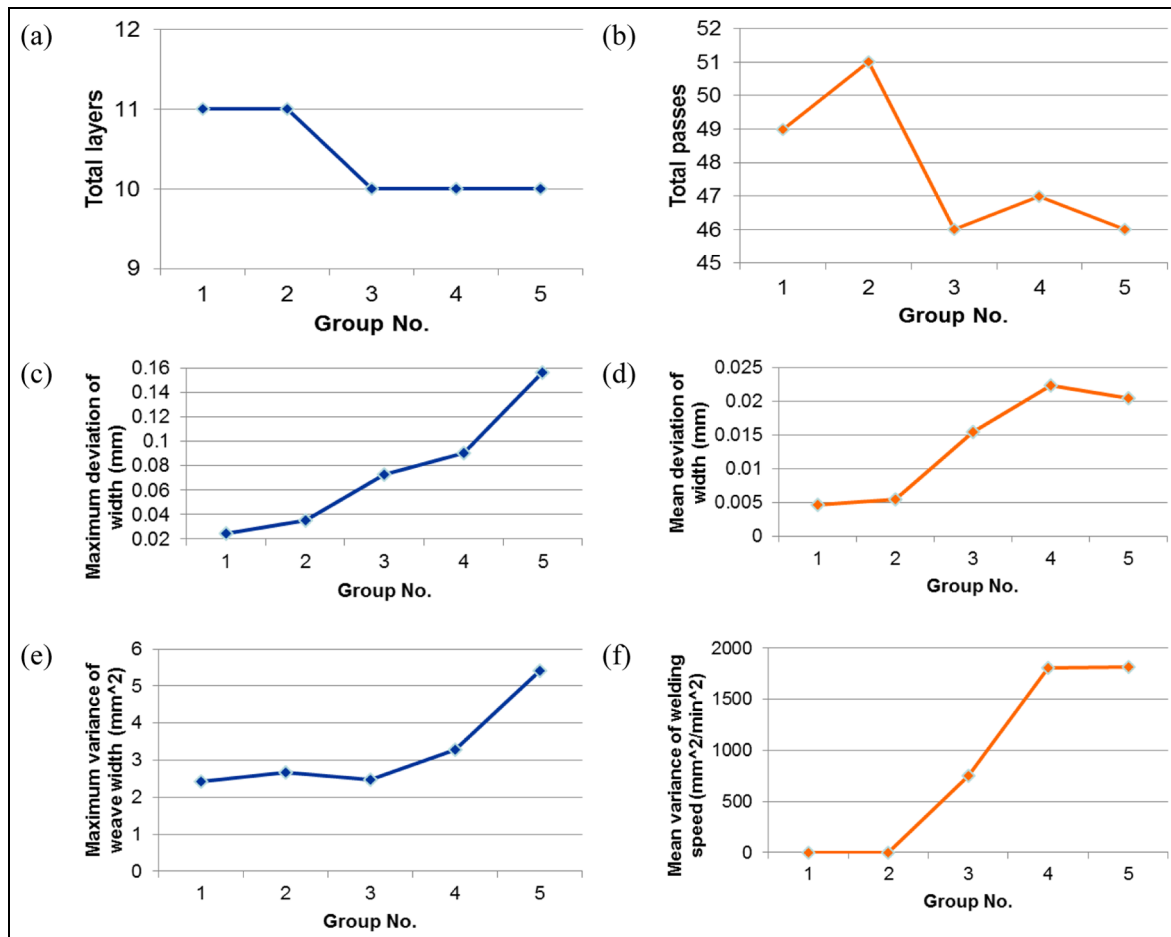 (a)
12
11
10
9
Total layers
1 2 3 4 5
Group No.
(b)
52
51
50
49
48
47
46
45
Total passes
1 2 3 4 5
Group No.
(c)
0.16
0.14
0.12
0.1
0.08
0.06
0.04
0.02
Maximum deviation of
width (mm)
1 2 3 4 5
Group No.
(d)
0.025
0.02
0.015
0.01
0.005
0
Mean deviation of
width (mm)
1 2 3 4 5
Group No.
(e)
6
5
4
3
2
1
0
Maximum variance of
weave width (mm^2)
1 2 3 4 5
Group No.
(f)
2000
1500
1000
500
0
Mean variance of welding
speed (mm^2/min^2)
1 2 3 4 5
Group No.